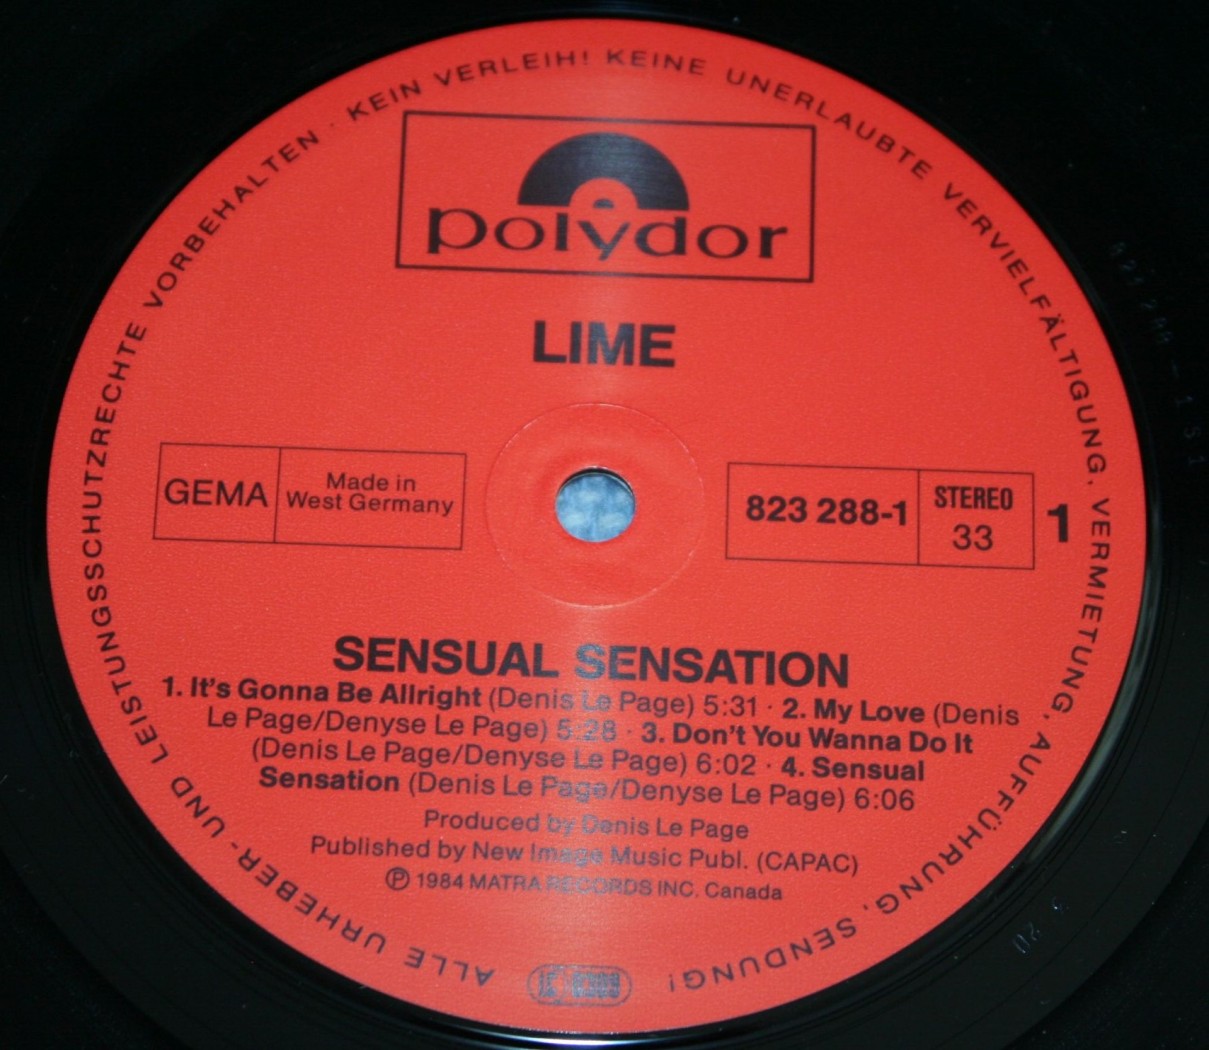 ALLE URHEBER- UND LEISTUNGSSCHUTZRECHTE VORBEHALTEN · KEIN VERLEIH! KEINE UNERLAUBTE VERVIELFÄLTIGUNG, VERMIETUNG, AUFFÜHRUNG, SENDUNG!
polydor
LIME
GEMA
Made in
West Germany
823 288-1
STEREO
33
1
SENSUAL SENSATION
1. It's Gonna Be Allright (Denis Le Page) 5:31 · 2. My Love (Denis
Le Page/Denyse Le Page) 5:28 · 3. Don't You Wanna Do It
(Denis Le Page/Denyse Le Page) 6:02 · 4. Sensual
Sensation (Denis Le Page/Denyse Le Page) 6:06
Produced by Denis Le Page
Published by New Image Music Publ. (CAPAC)
℗ 1984 MATRA RECORDS INC. Canada